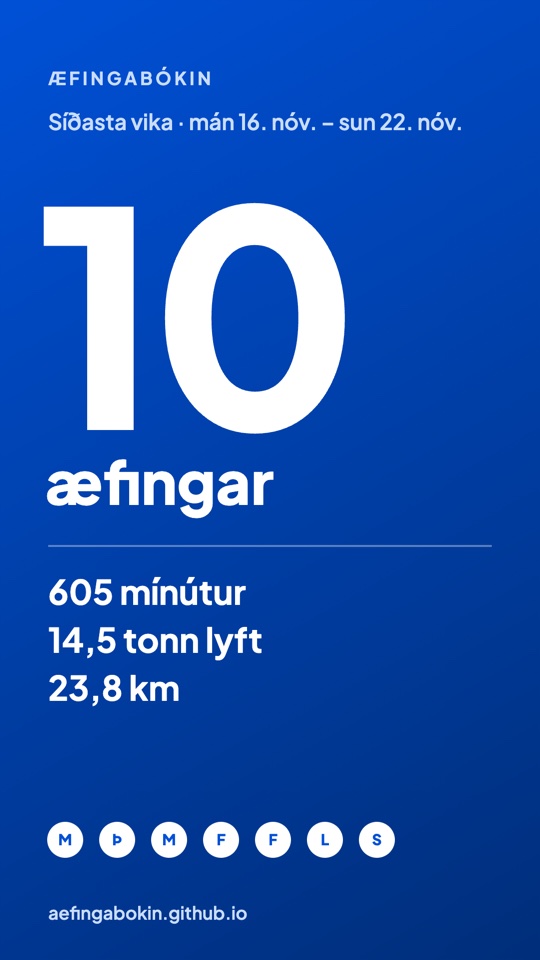 ÆFINGABÓKIN
Síðasta vika · mán 16. nóv. – sun 22. nóv.
10
æfingar
605 mínútur
14,5 tonn lyft
23,8 km
M Þ M F F L S
aefingabokin.github.io